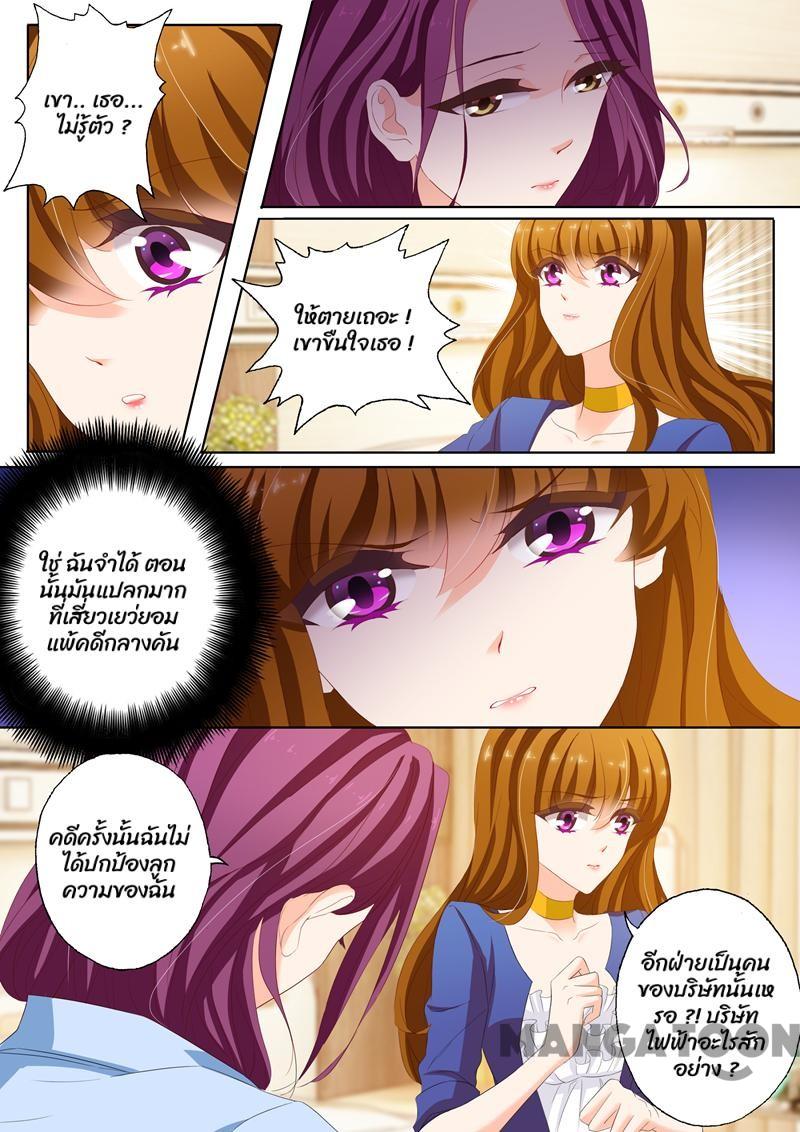 เขา.. เธอ...
ไม่รู้ตัว ?
ให้ตายเถอะ !
เขาขืนใจเธอ !
ใช่ ฉันจำได้ ตอน
นั้นมันแปลกมาก
ที่เสี่ยวเยว่ยอม
แพ้คดีกลางคัน
คดีครั้งนั้นฉันไม่
ได้ปกป้องลูก
ความของฉัน
อีกฝ่ายเป็นคน
ของบริษัทนั้นเห
รอ ?! บริษัท
ไฟฟ้าอะไรสัก
อย่าง ?
MANGATOON